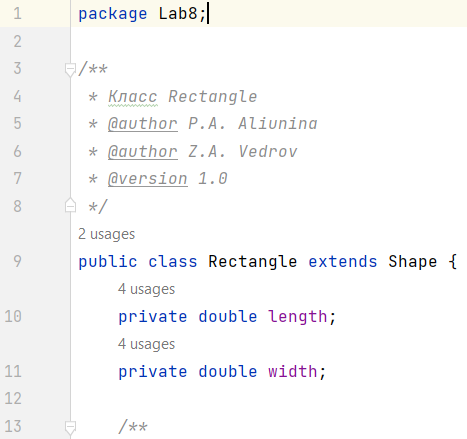 1 package Lab8;
2
3 /**
4 * Класс Rectangle
5 * @author P.A. Aliunina
6 * @author Z.A. Vedrov
7 * @version 1.0
8 */
2 usages
9 public class Rectangle extends Shape {
4 usages
10 private double length;
4 usages
11 private double width;
12
13 /**